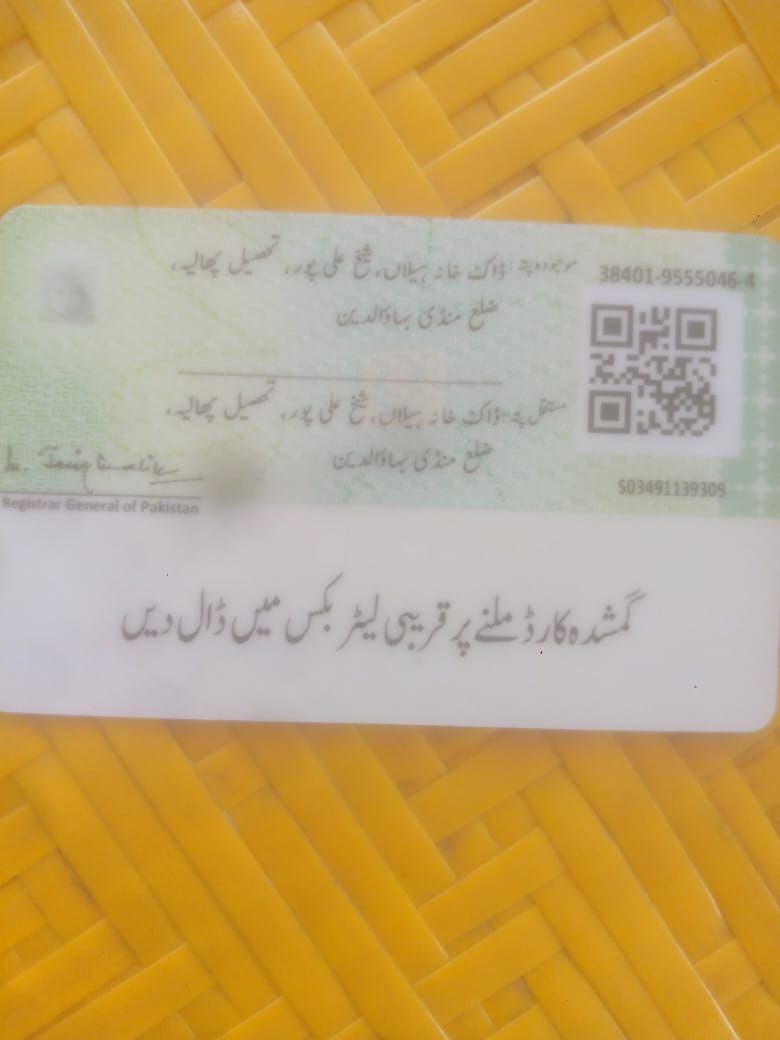 38401-9555046-4
موجودہ پتہ: ڈاک خانہ ہیلاں، شیخ علی پور، تحصیل پھالیہ،
ضلع منڈی بہاؤالدین
مستقل پتہ: ڈاک خانہ ہیلاں، شیخ علی پور، تحصیل پھالیہ،
ضلع منڈی بہاؤالدین
503491139309
Registrar General of Pakistan
گمشدہ کارڈ ملنے پر قریبی لیٹر بکس میں ڈال دیں